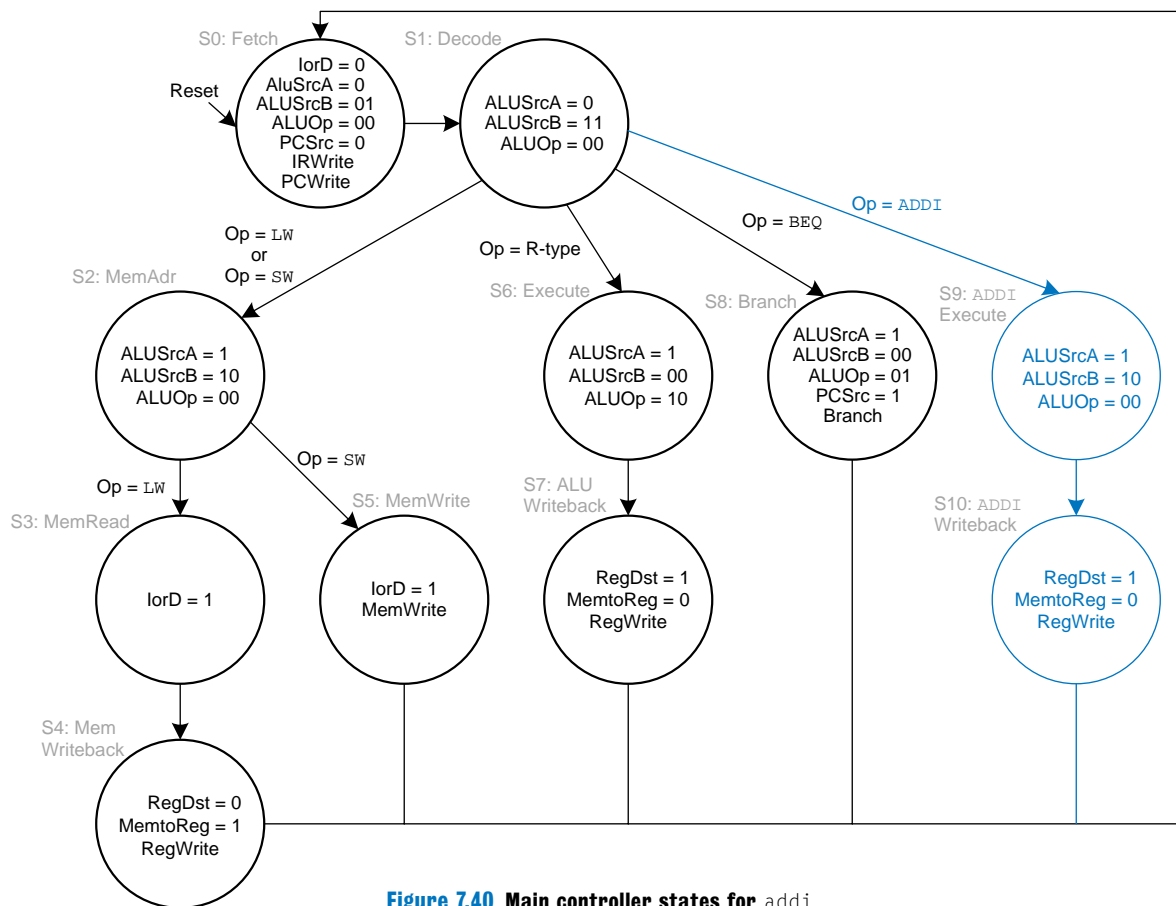 S0: Fetch
S1: Decode
Reset
IorD = 0
AluSrcA = 0
ALUSrcB = 01
ALUOp = 00
PCSrc = 0
IRWrite
PCWrite
ALUSrcA = 0
ALUSrcB = 11
ALUOp = 00
Op = LW
or
Op = SW
Op = R-type
Op = BEQ
Op = ADDI
S2: MemAdr
ALUSrcA = 1
ALUSrcB = 10
ALUOp = 00
S6: Execute
ALUSrcA = 1
ALUSrcB = 00
ALUOp = 10
S8: Branch
ALUSrcA = 1
ALUSrcB = 00
ALUOp = 01
PCSrc = 1
Branch
S9: ADDI
Execute
ALUSrcA = 1
ALUSrcB = 10
ALUOp = 00
Op = LW
Op = SW
S3: MemRead
IorD = 1
S5: MemWrite
IorD = 1
MemWrite
S7: ALU
Writeback
RegDst = 1
MemtoReg = 0
RegWrite
S10: ADDI
Writeback
RegDst = 1
MemtoReg = 0
RegWrite
S4: Mem
Writeback
RegDst = 0
MemtoReg = 1
RegWrite
Figure 7.40 Main controller states for addi